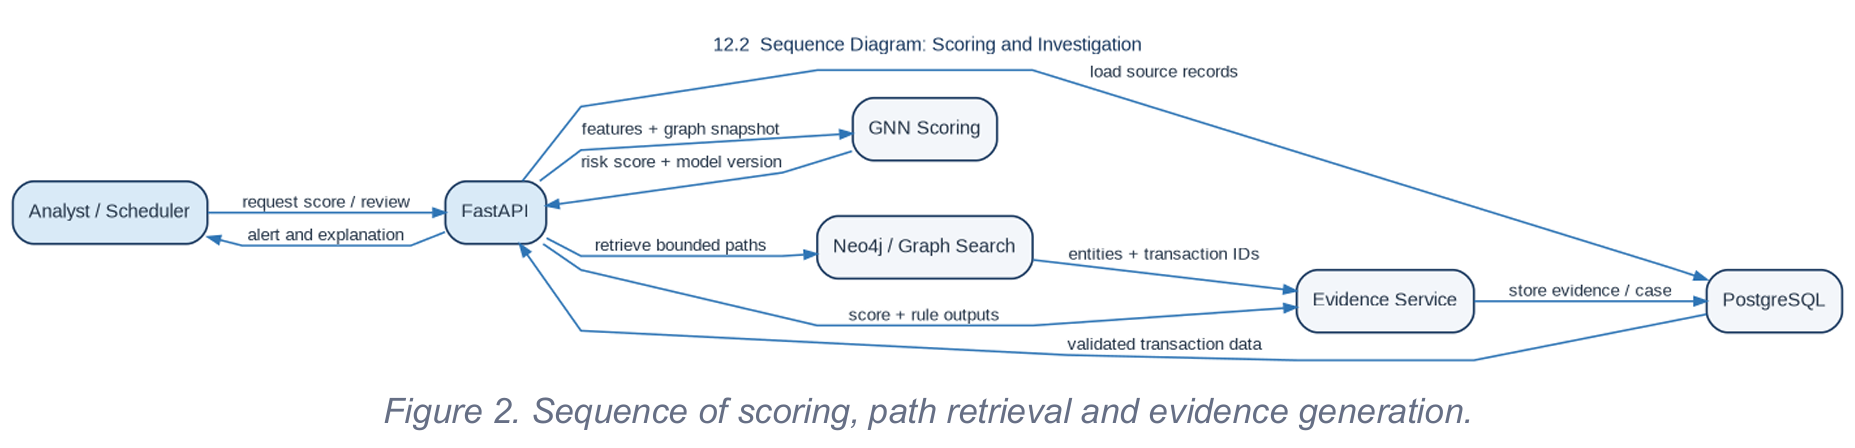 12.2  Sequence Diagram: Scoring and Investigation
load source records
features + graph snapshot
GNN Scoring
risk score + model version
Analyst / Scheduler
request score / review
FastAPI
alert and explanation
retrieve bounded paths
Neo4j / Graph Search
entities + transaction IDs
Evidence Service
store evidence / case
PostgreSQL
score + rule outputs
validated transaction data
Figure 2. Sequence of scoring, path retrieval and evidence generation.